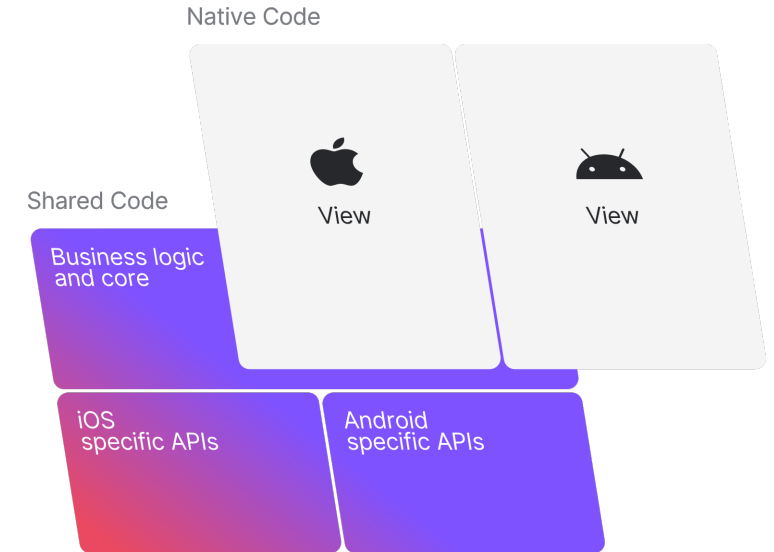 Native Code
View
View
Shared Code
Business logic
and core
iOS
specific APIs
Android
specific APIs